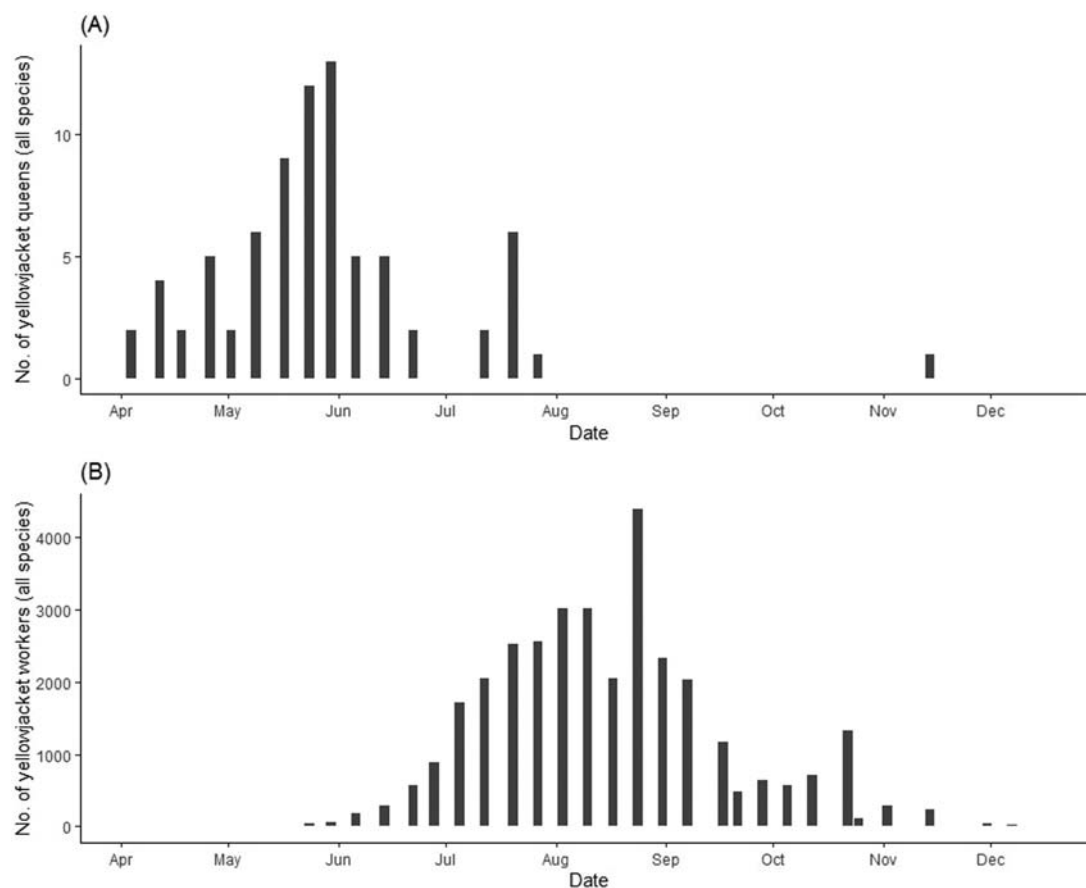 (A)
No. of yellowjacket queens (all species)
10
5
0
Apr May Jun Jul Aug Sep Oct Nov Dec
Date
(B)
No. of yellowjacket workers (all species)
4000
3000
2000
1000
0
Apr May Jun Jul Aug Sep Oct Nov Dec
Date